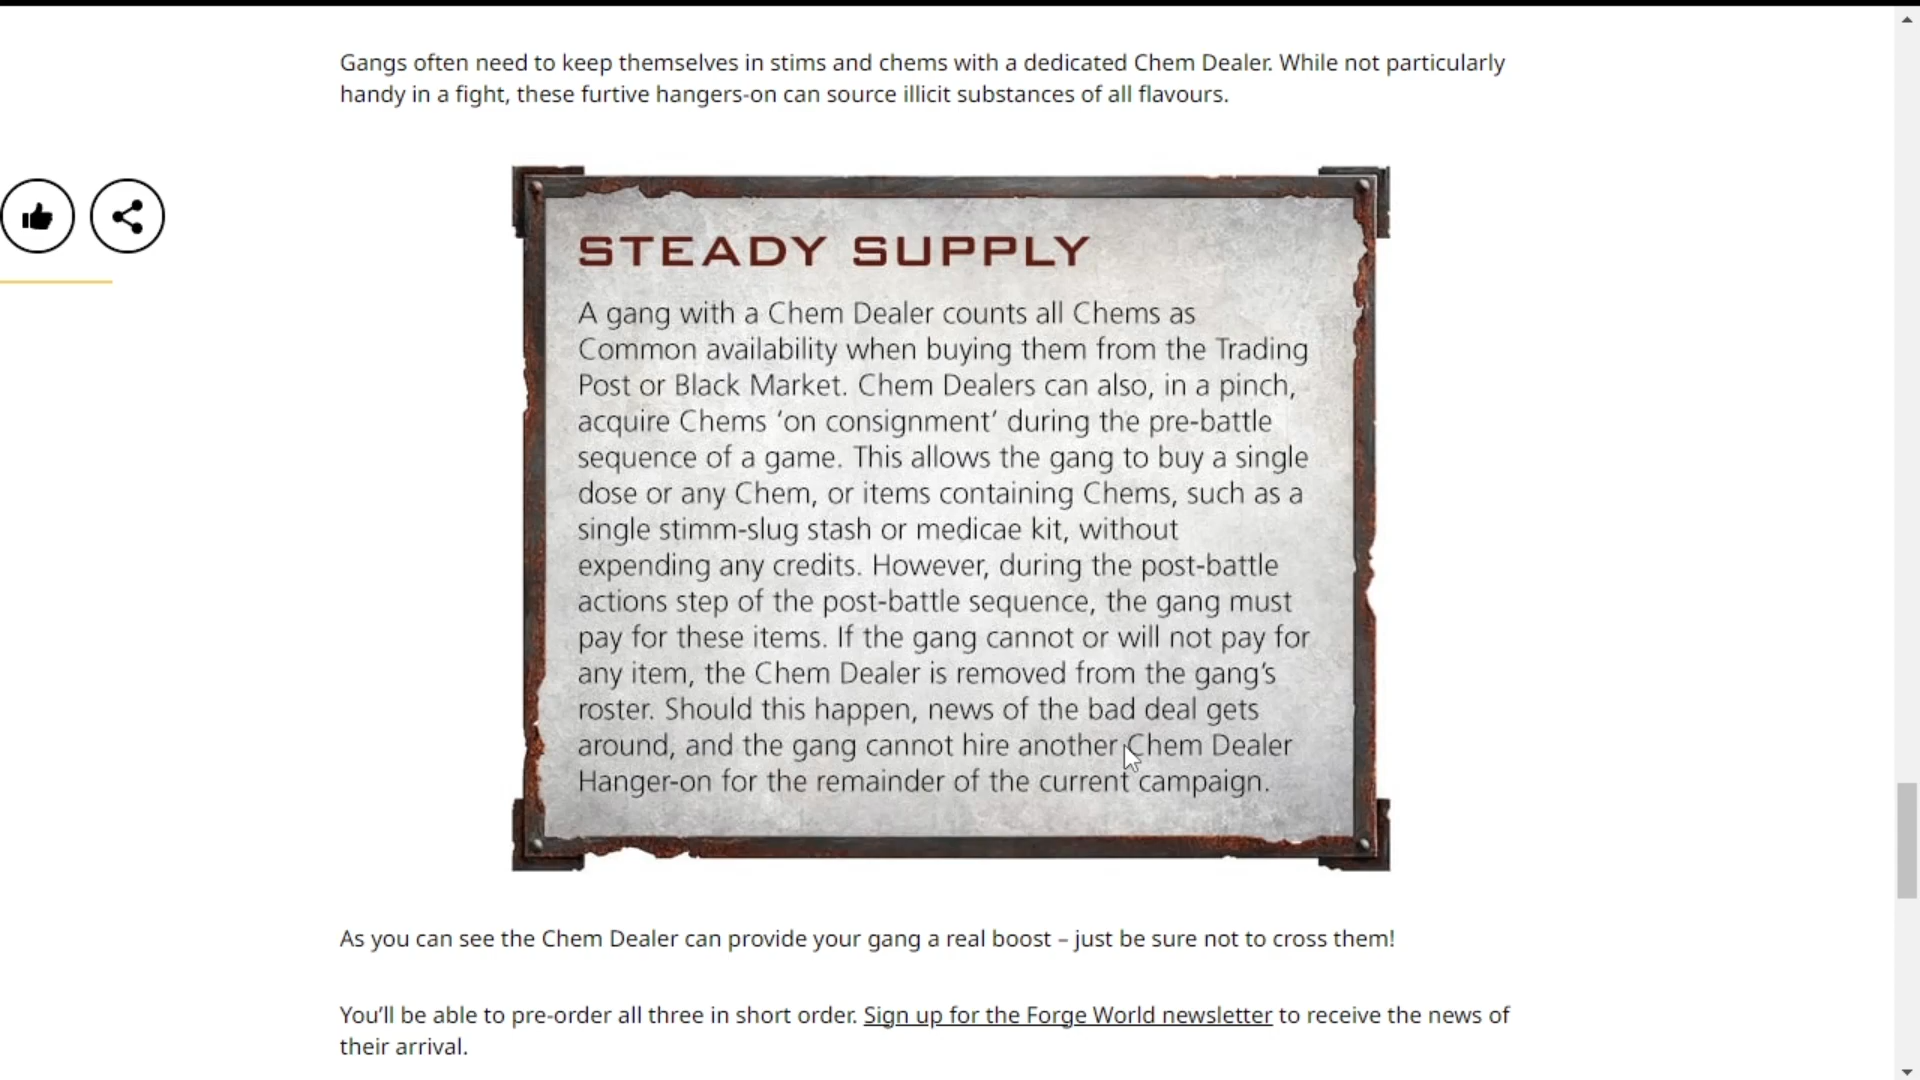 Gangs often need to keep themselves in stims and chems with a dedicated Chem Dealer. While not particularly
handy in a fight, these furtive hangers-on can source illicit substances of all flavours.
STEADY SUPPLY
A gang with a Chem Dealer counts all Chems as
Common availability when buying them from the Trading
Post or Black Market. Chem Dealers can also, in a pinch,
acquire Chems ‘on consignment’ during the pre-battle
sequence of a game. This allows the gang to buy a single
dose or any Chem, or items containing Chems, such as a
single stimm-slug stash or medicae kit, without
expending any credits. However, during the post-battle
actions step of the post-battle sequence, the gang must
pay for these items. If the gang cannot or will not pay for
any item, the Chem Dealer is removed from the gang’s
roster. Should this happen, news of the bad deal gets
around, and the gang cannot hire another Chem Dealer
Hanger-on for the remainder of the current campaign.
As you can see the Chem Dealer can provide your gang a real boost – just be sure not to cross them!
You’ll be able to pre-order all three in short order. Sign up for the Forge World newsletter to receive the news of
their arrival.